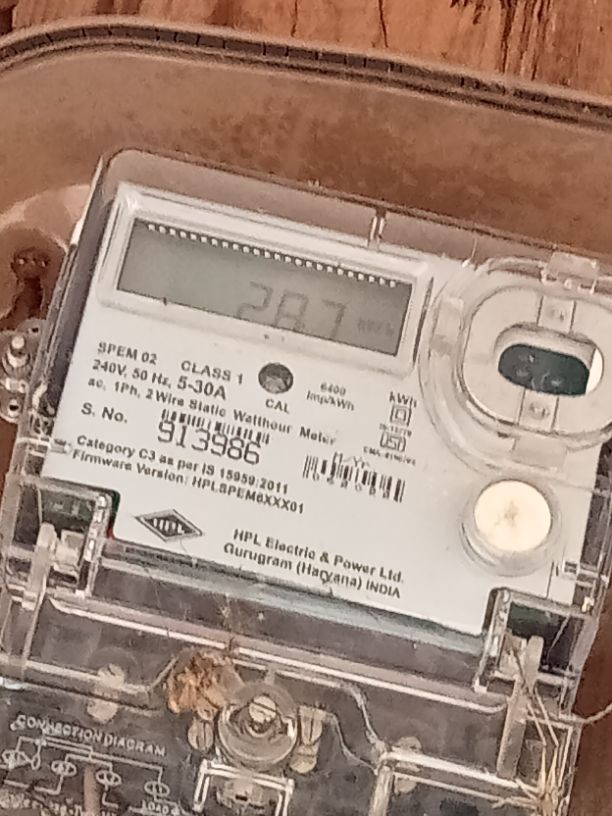 287
SPEM 02 CLASS 1
240V, 50 Hz, 5-30A CAL 6400 imp/kWh kWh
ac, 1Ph, 2 Wire Static Watthour Meter
S. No. 913986
Category C3 as per IS 15959:2011
Firmware Version: HPLSPEM6XXX01
HPL
HPL Electric & Power Ltd.
Gurugram (Haryana) INDIA
CONNECTION DIAGRAM